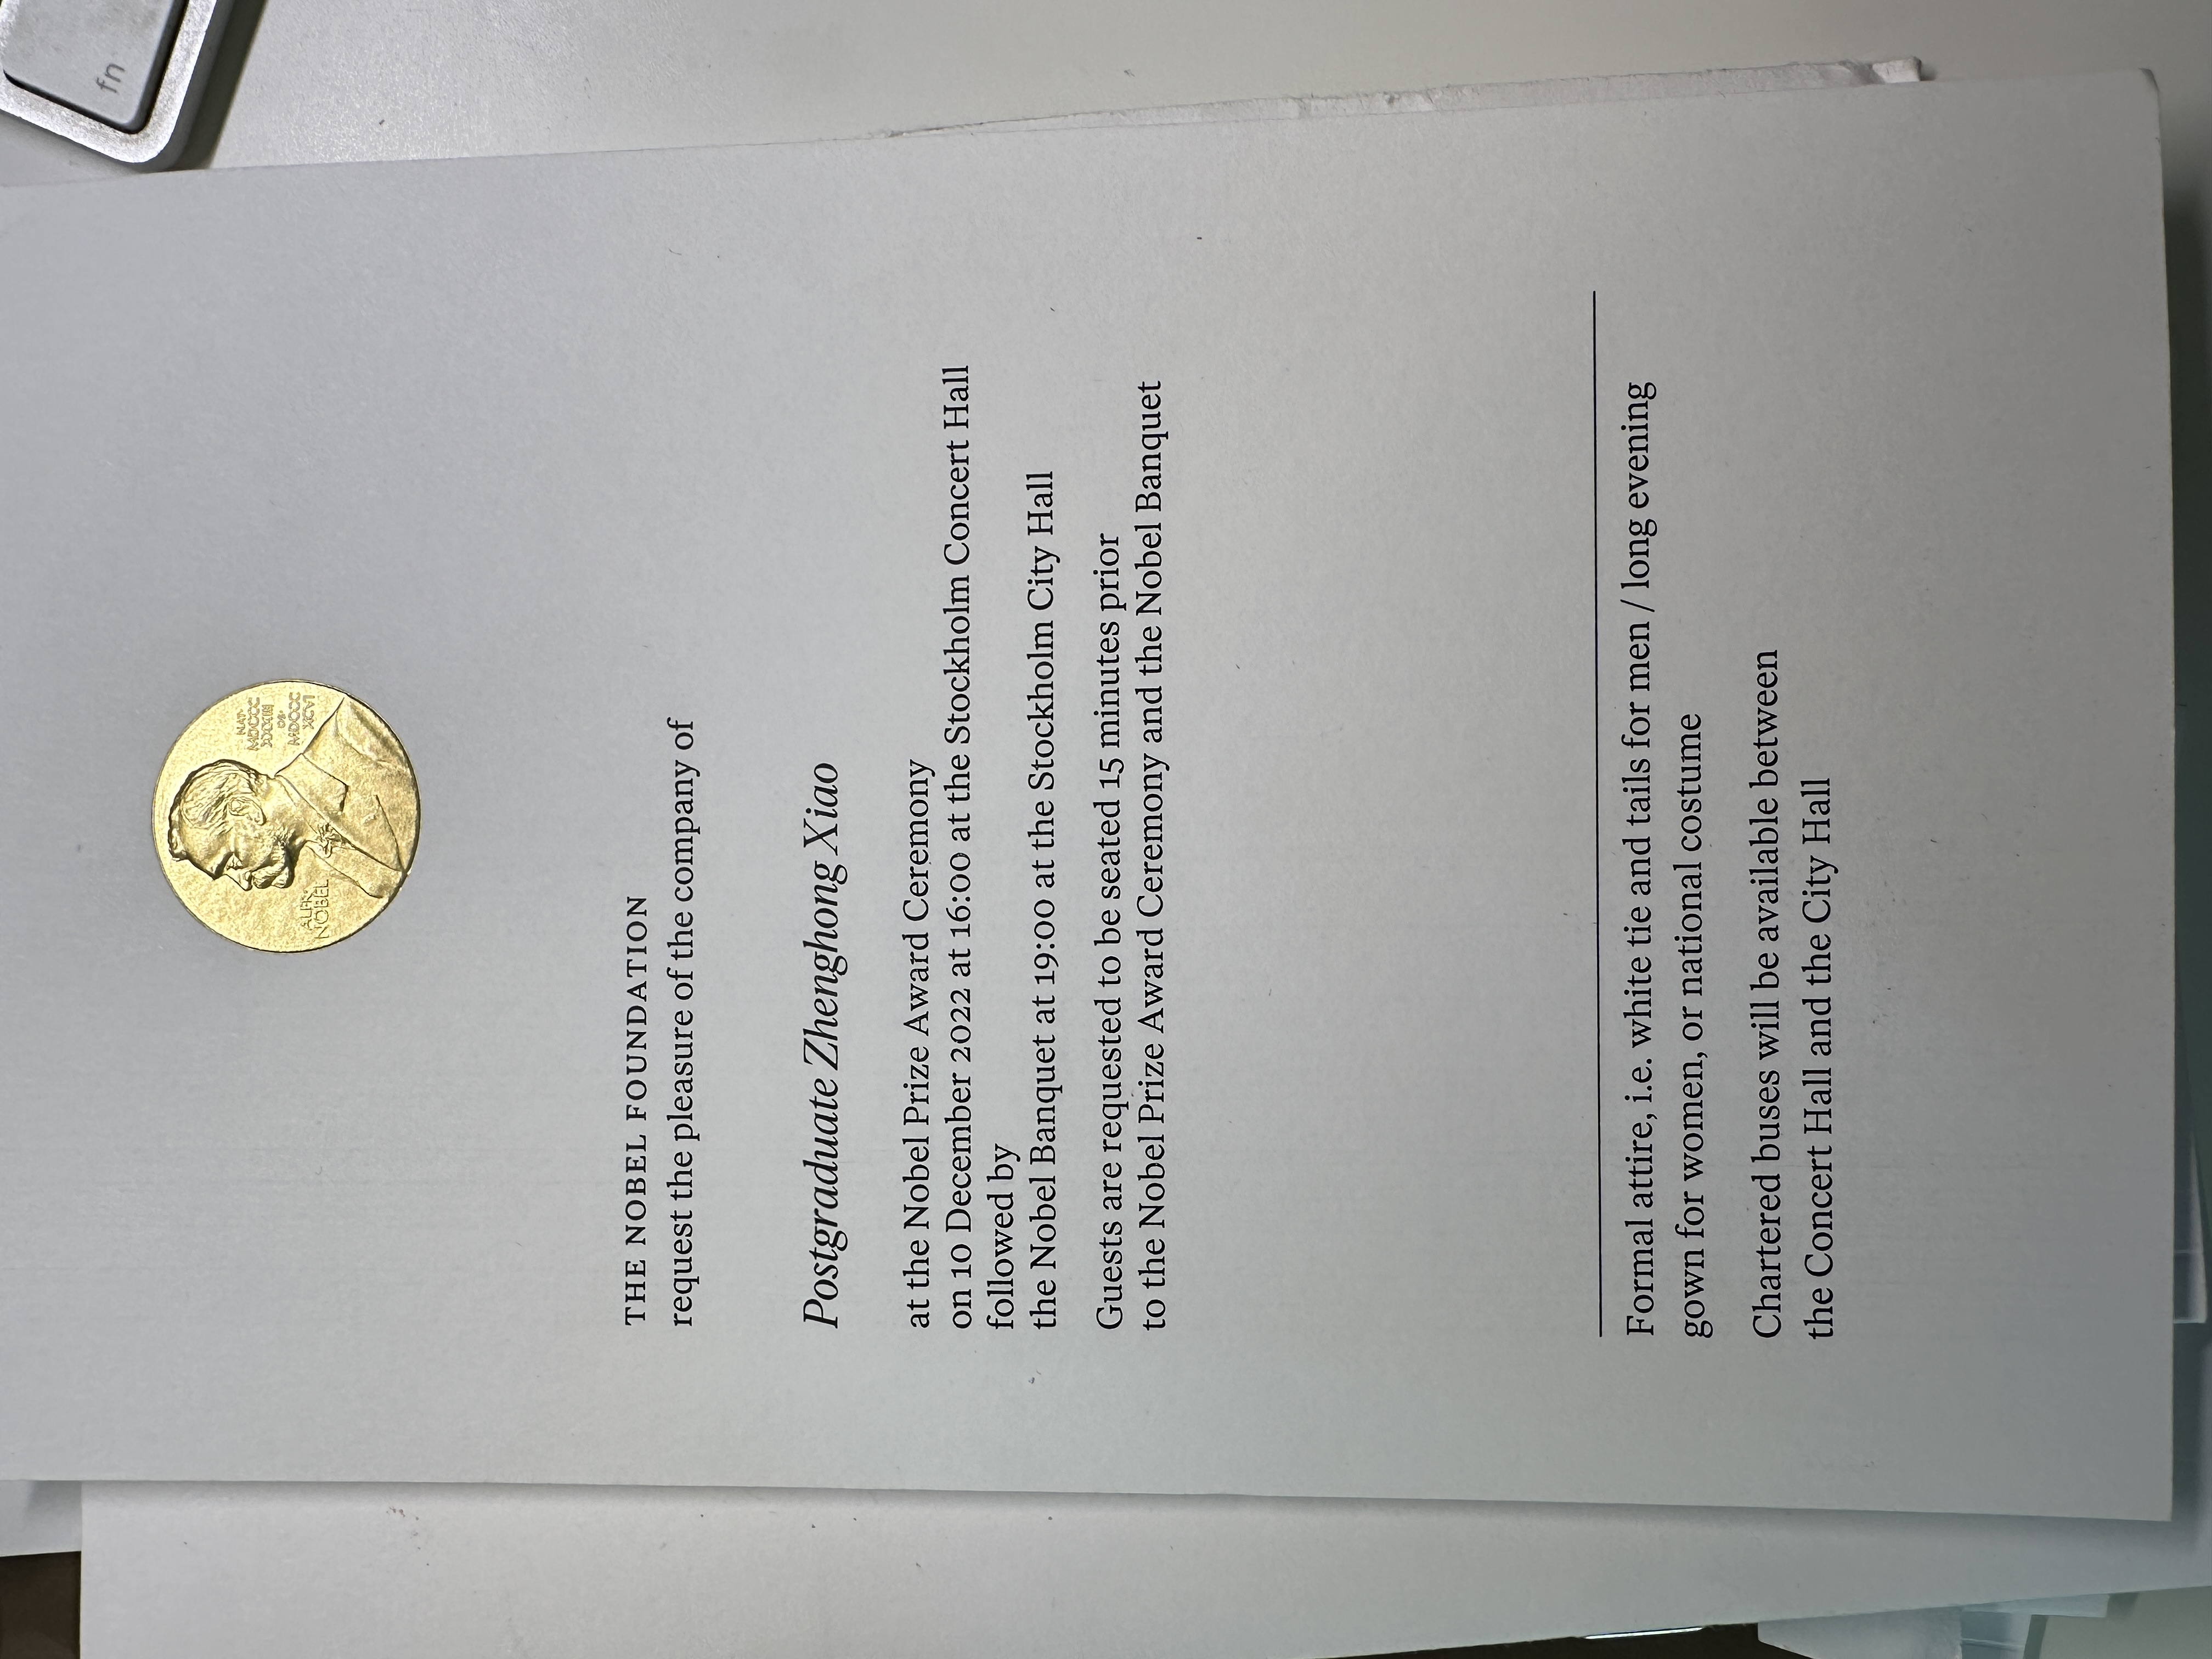 ALFR·
NOBEL
NAT·
MDCCC
XXXIII
OB·
MDCCC
XCVI
fn
THE NOBEL FOUNDATION
request the pleasure of the company of
Postgraduate Zhenghong Xiao
at the Nobel Prize Award Ceremony
on 10 December 2022 at 16:00 at the Stockholm Concert Hall
followed by
the Nobel Banquet at 19:00 at the Stockholm City Hall
Guests are requested to be seated 15 minutes prior
to the Nobel Prize Award Ceremony and the Nobel Banquet
Formal attire, i.e. white tie and tails for men / long evening
gown for women, or national costume
Chartered buses will be available between
the Concert Hall and the City Hall